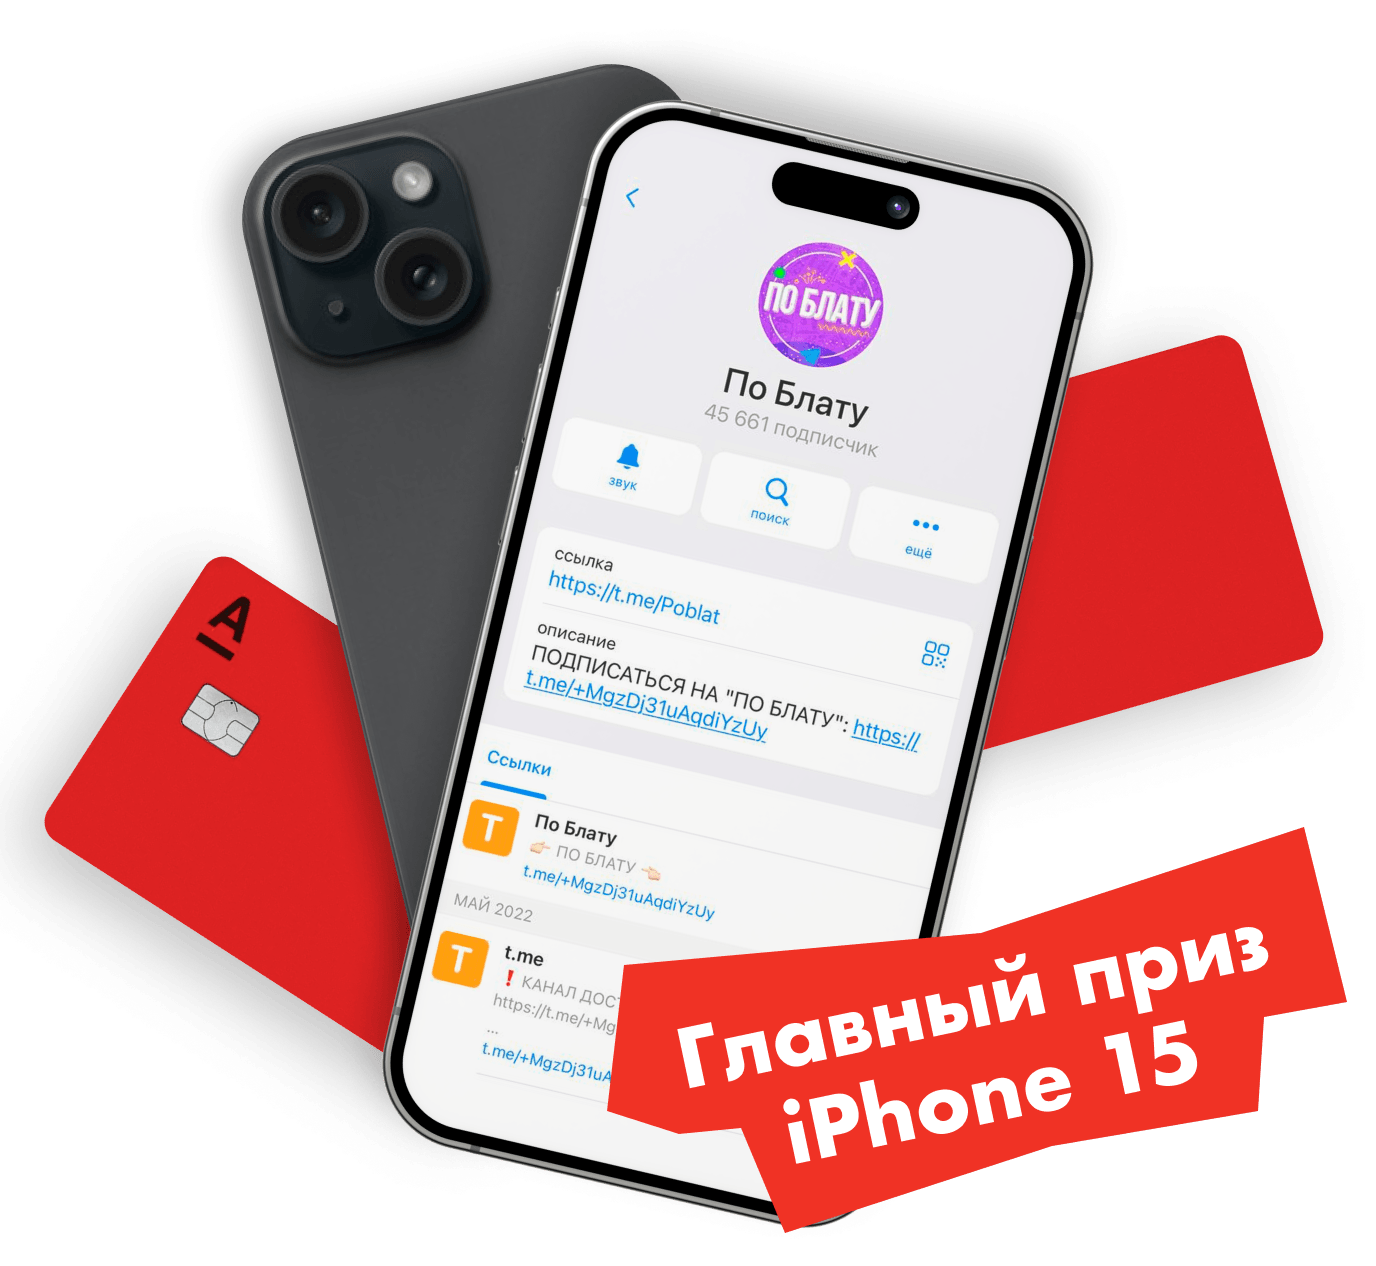 ПО БЛАТУ
По Блату
45 661 подписчик
звук
поиск
ещё
ссылка
https://t.me/Poblat
описание
ПОДПИСАТЬСЯ НА "ПО БЛАТУ": https://
t.me/+MgzDj31uAqdiYzUy
Ссылки
T
По Блату
👉🏻 ПО БЛАТУ 👈🏻
t.me/+MgzDj31uAqdiYzUy
МАЙ 2022
T
t.me
❗ КАНАЛ ДОС
https://t.me/+Mg
...
t.me/+MgzDj31uA
А
Главный приз
iPhone 15